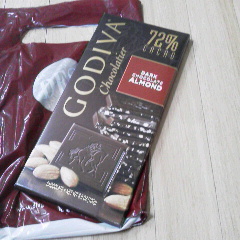 GODIVA
Chocolatier
72%
CACAO
DARK
CHOCOLATE
ALMOND